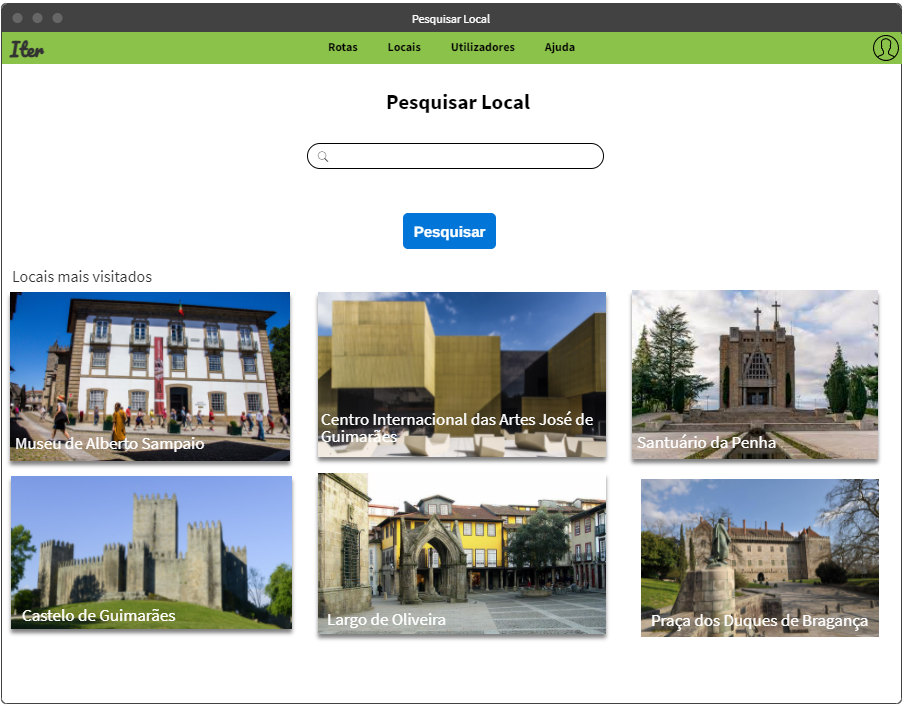 Pesquisar Local
Iter
Rotas
Locais
Utilizadores
Ajuda
Pesquisar Local
Pesquisar
Locais mais visitados
Museu de Alberto Sampaio
Centro Internacional das Artes José de
Guimarães
Santuário da Penha
Castelo de Guimarães
Largo de Oliveira
Praça dos Duques de Bragança